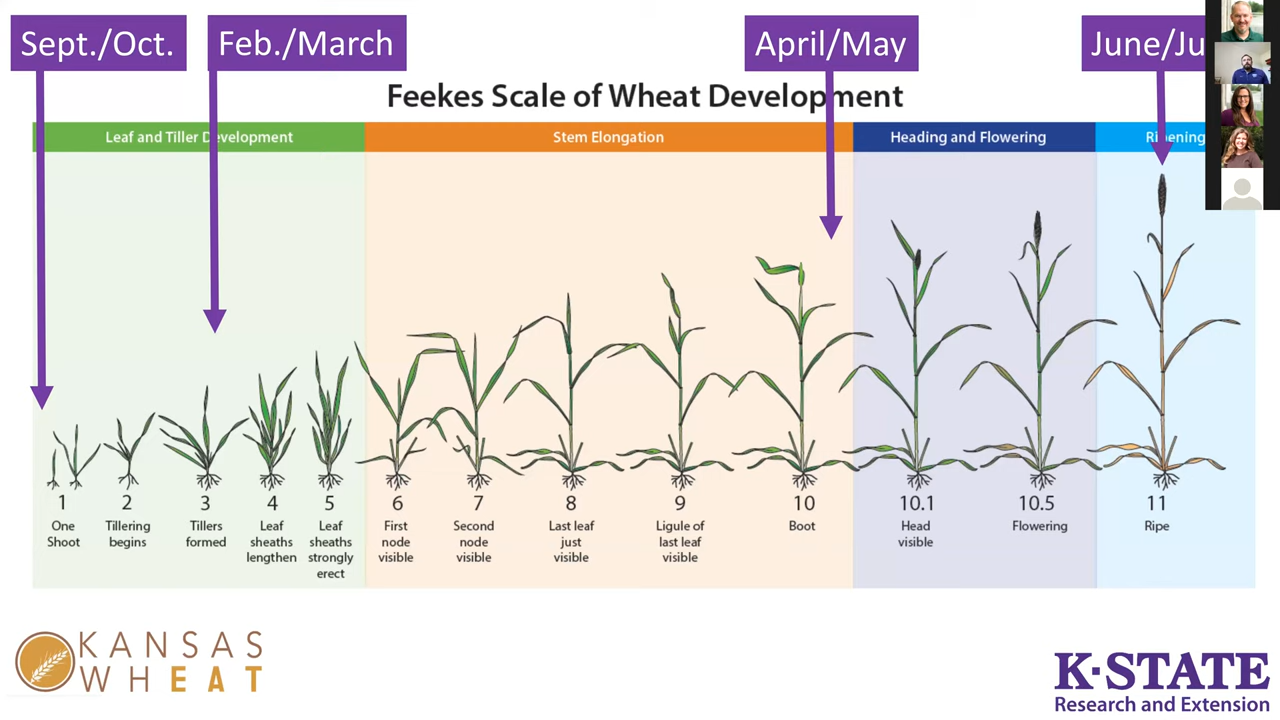 Sept./Oct.
Feb./March
April/May
June/Ju
Feekes Scale of Wheat Development
Leaf and Tiller Development
Stem Elongation
Heading and Flowering
Ripening
1
One
Shoot
2
Tillering
begins
3
Tillers
formed
4
Leaf
sheaths
lengthen
5
Leaf
sheaths
strongly
erect
6
First
node
visible
7
Second
node
visible
8
Last leaf
just
visible
9
Ligule of
last leaf
visible
10
Boot
10.1
Head
visible
10.5
Flowering
11
Ripe
KANSAS
WHEAT
K-STATE
Research and Extension